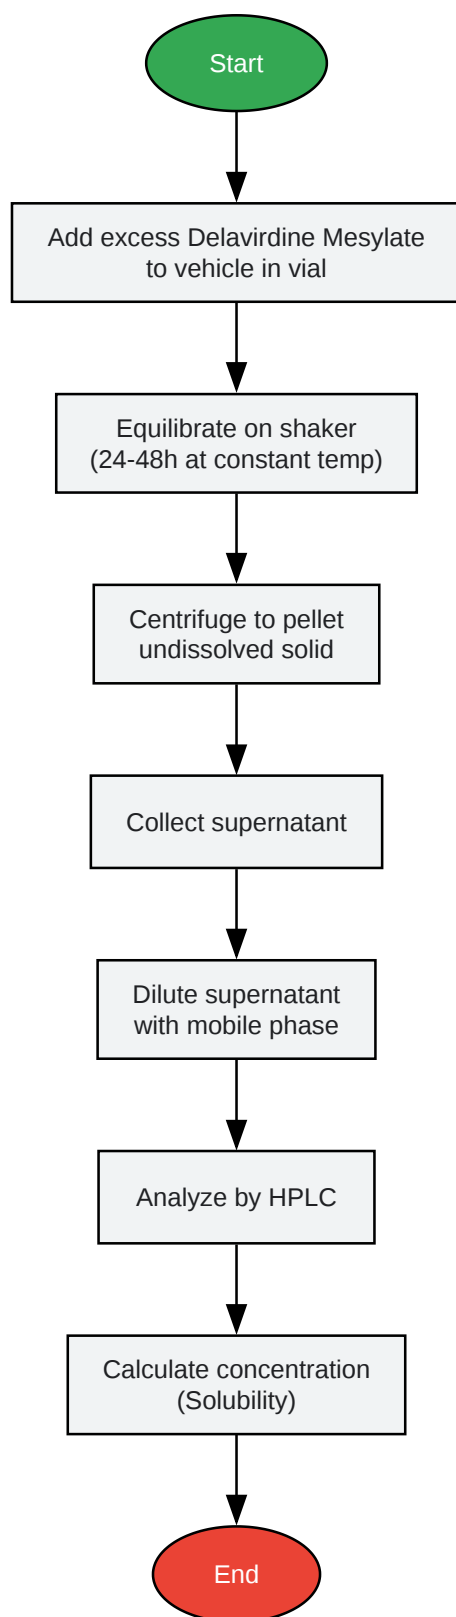 Start
Add excess Delavirdine Mesylate
to vehicle in vial
Equilibrate on shaker
(24-48h at constant temp)
Centrifuge to pellet
undissolved solid
Collect supernatant
Dilute supernatant
with mobile phase
Analyze by HPLC
Calculate concentration
(Solubility)
End